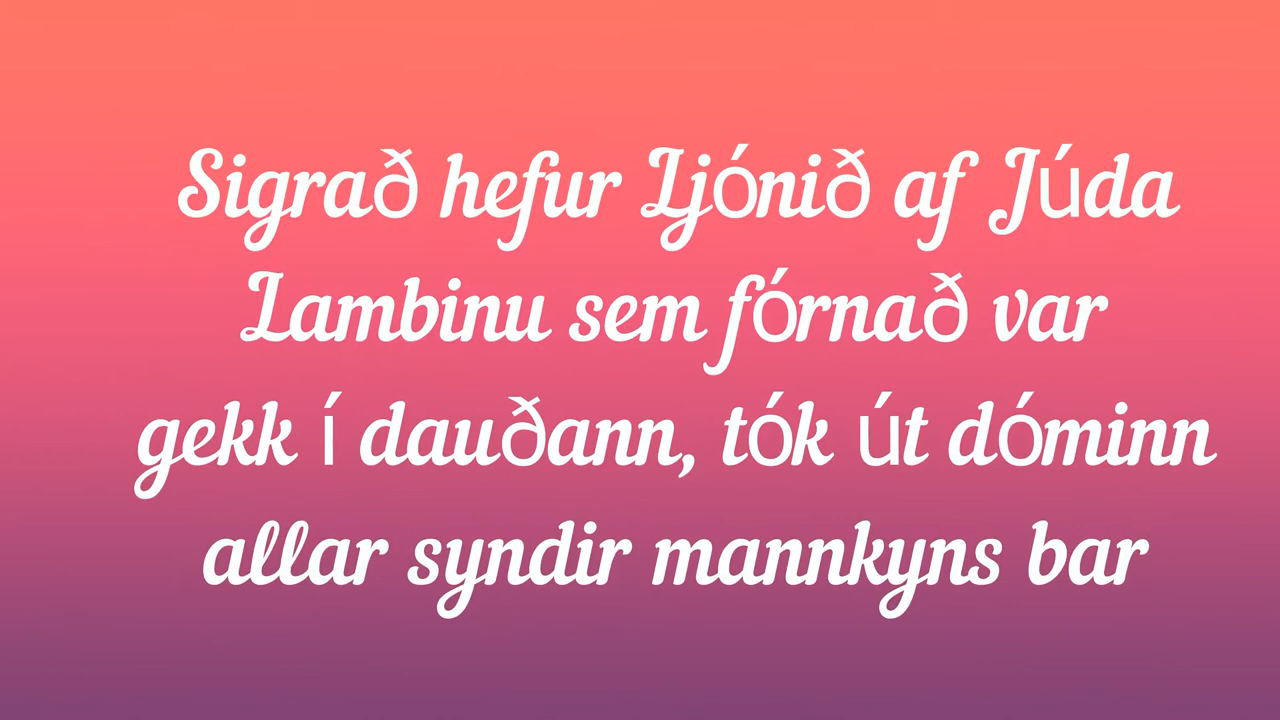 Sigrað hefur Ljónið af Júda
Lambinu sem fórnað var
gekk í dauðann, tók út dóminn
allar syndir mannkyns bar